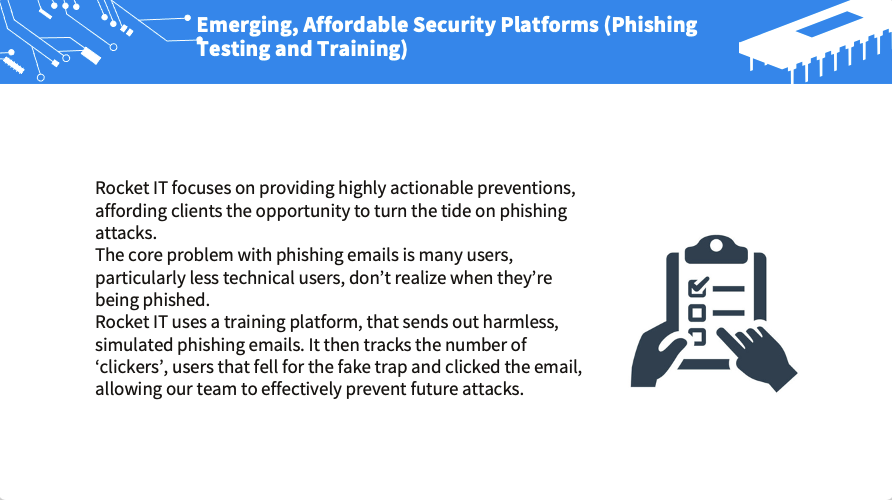 Emerging, Affordable Security Platforms (Phishing
Testing and Training)
Rocket IT focuses on providing highly actionable preventions,
affording clients the opportunity to turn the tide on phishing
attacks.
The core problem with phishing emails is many users,
particularly less technical users, don’t realize when they’re
being phished.
Rocket IT uses a training platform, that sends out harmless,
simulated phishing emails. It then tracks the number of
‘clickers’, users that fell for the fake trap and clicked the email,
allowing our team to effectively prevent future attacks.